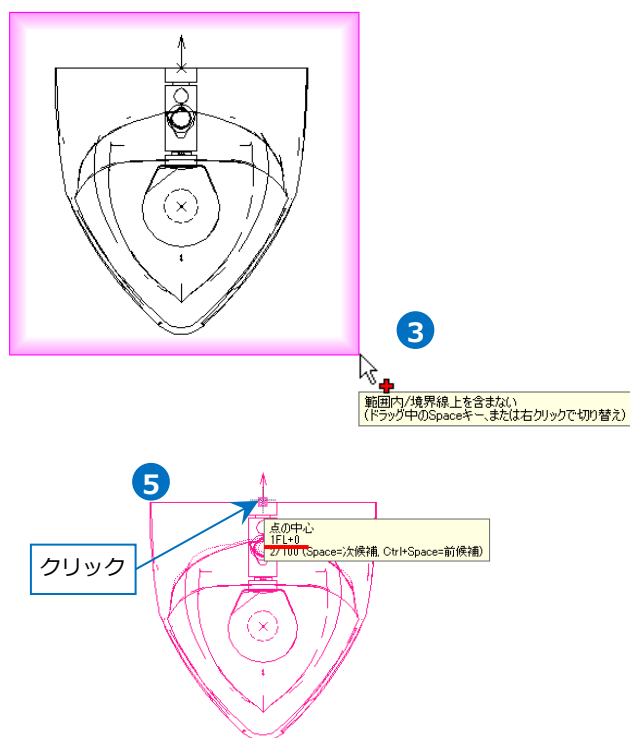 3
範囲内/境界線上を含まない
(ドラッグ中のSpaceキー、または右クリックで切り替え)
5
点の中心
1FL+0
2/100 (Space=次候補, Ctrl+Space=前候補)
クリック